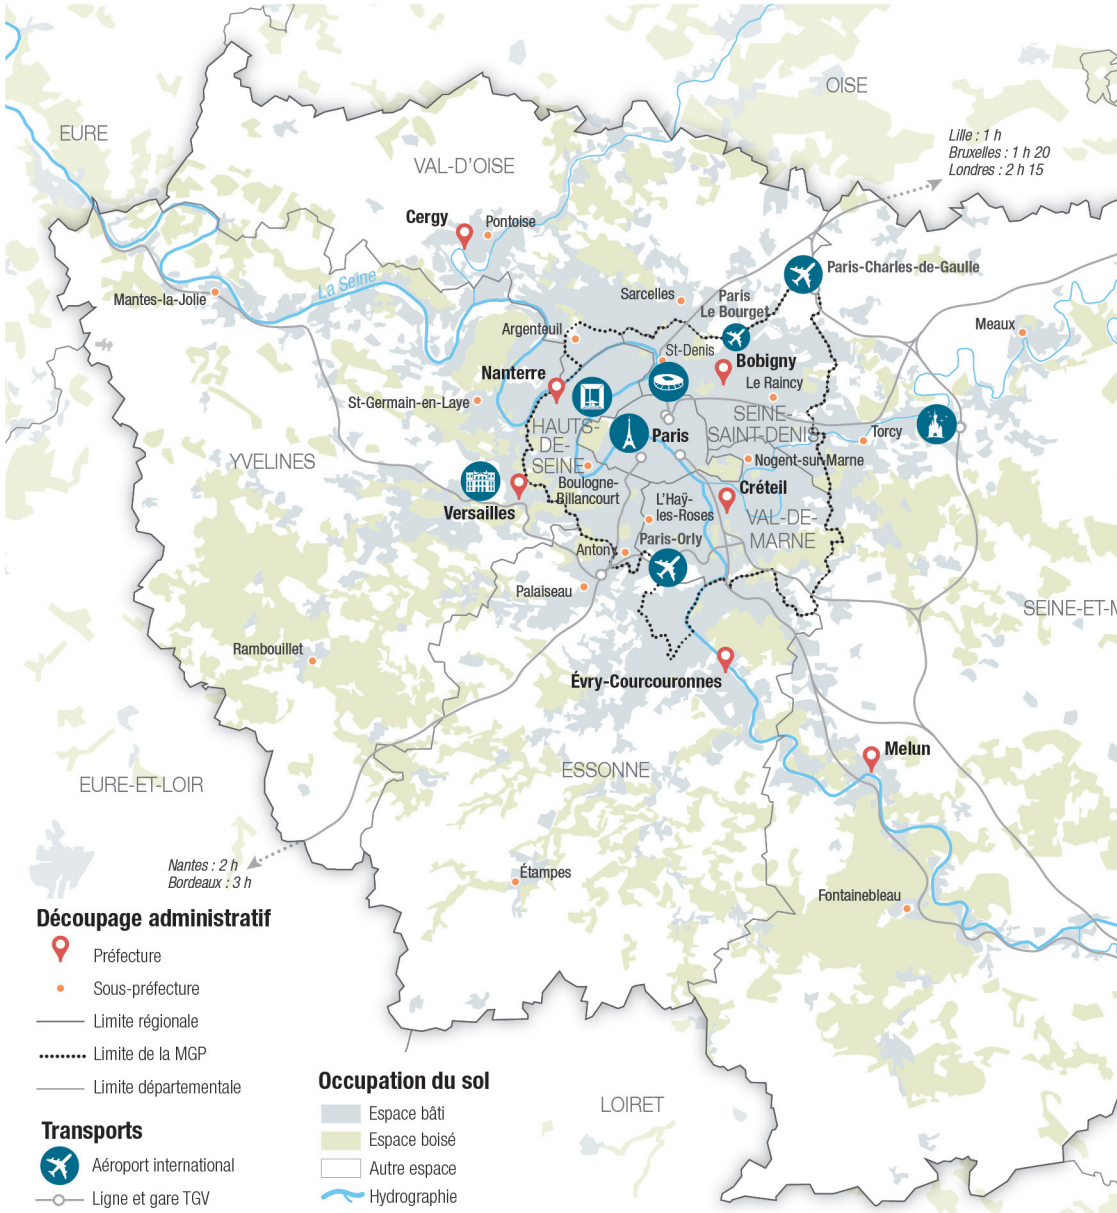 OISE
EURE
Lille : 1 h
Bruxelles : 1 h 20
Londres : 2 h 15
VAL-D'OISE
Cergy
Pontoise
Paris-Charles-de-Gaulle
La Seine
Mantes-la-Jolie
Sarcelles
Paris
Le Bourget
Meaux
Argenteuil
St-Denis
Bobigny
Nanterre
Le Raincy
St-Germain-en-Laye
HAUTS-
DE-
SEINE
SEINE-
SAINT-DENIS
Paris
Torcy
YVELINES
Nogent-sur-Marne
Boulogne-
Billancourt
Versailles
Créteil
L'Haÿ-
les-Roses
VAL-DE-
MARNE
Paris-Orly
Antony
Palaiseau
SEINE-ET-M
Rambouillet
Évry-Courcouronnes
Melun
ESSONNE
EURE-ET-LOIR
Nantes : 2 h
Bordeaux : 3 h
Étampes
Fontainebleau
Découpage administratif
Préfecture
Sous-préfecture
Limite régionale
Limite de la MGP
Limite départementale
Transports
Aéroport international
Ligne et gare TGV
Occupation du sol
Espace bâti
Espace boisé
Autre espace
Hydrographie
LOIRET